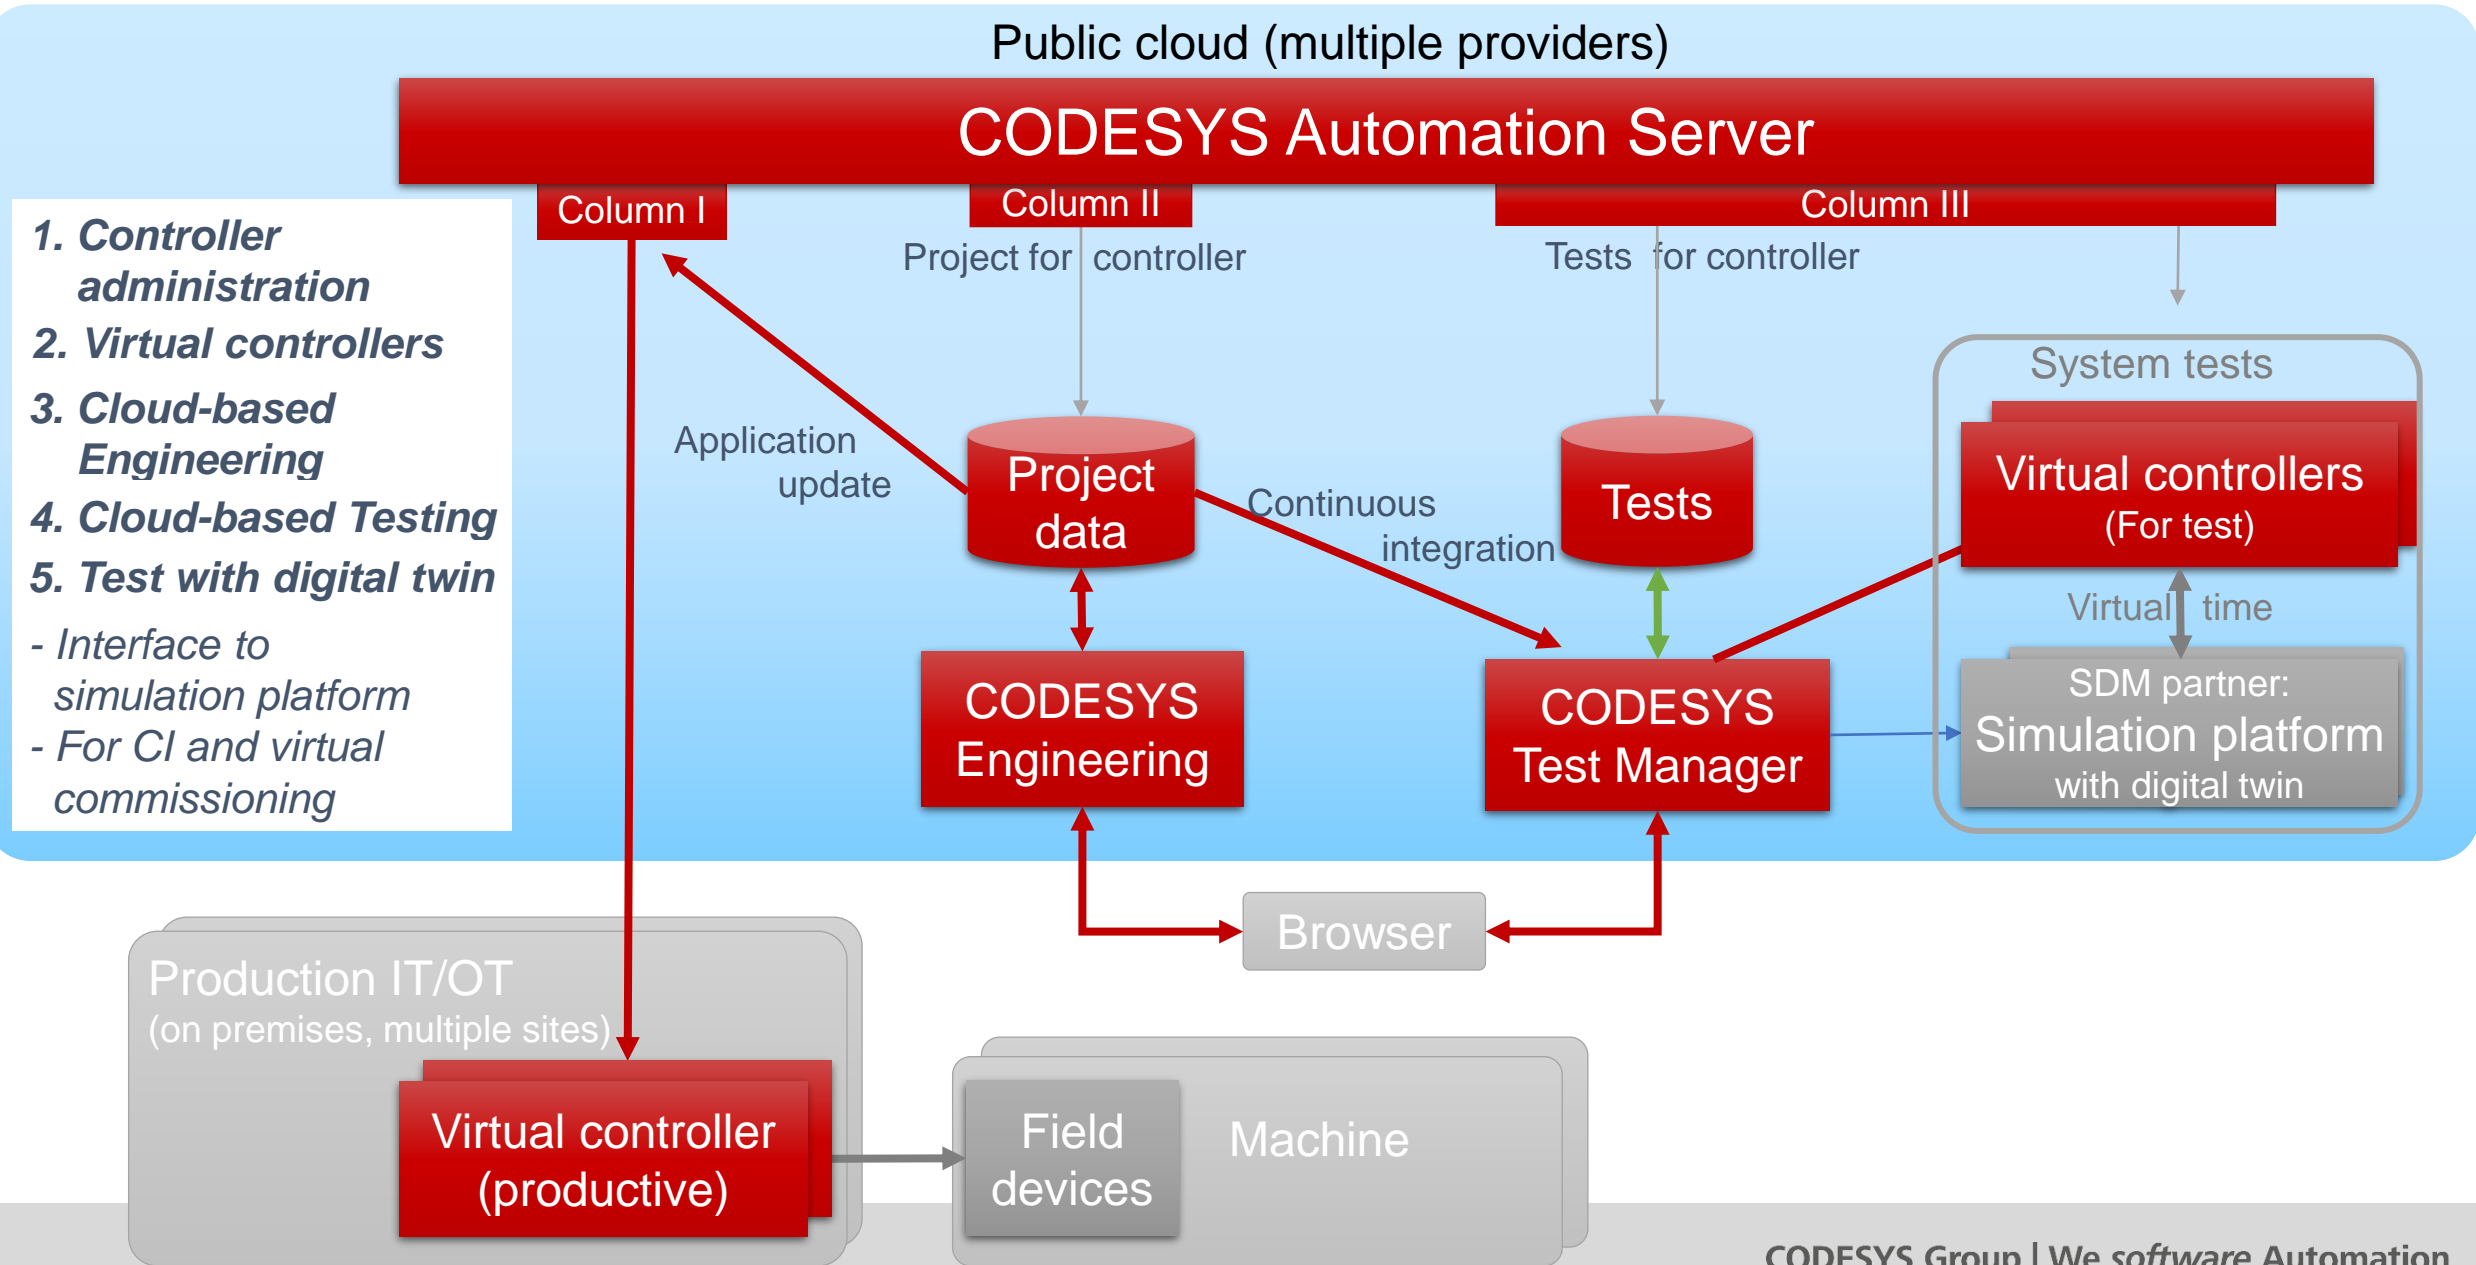 Public cloud (multiple providers)
CODESYS Automation Server
Column I
Column II
Column III
1. Controller
administration
2. Virtual controllers
3. Cloud-based
Engineering
4. Cloud-based Testing
5. Test with digital twin
- Interface to
simulation platform
- For CI and virtual
commissioning
Project for controller
Tests for controller
Application
update
Project
data
Continuous
integration
Tests
System tests
Virtual controllers
(For test)
Virtual time
CODESYS
Engineering
CODESYS
Test Manager
SDM partner:
Simulation platform
with digital twin
Browser
Production IT/OT
(on premises, multiple sites)
Virtual controller
(productive)
Field
devices
Machine
CODESYS Group | We software Automation